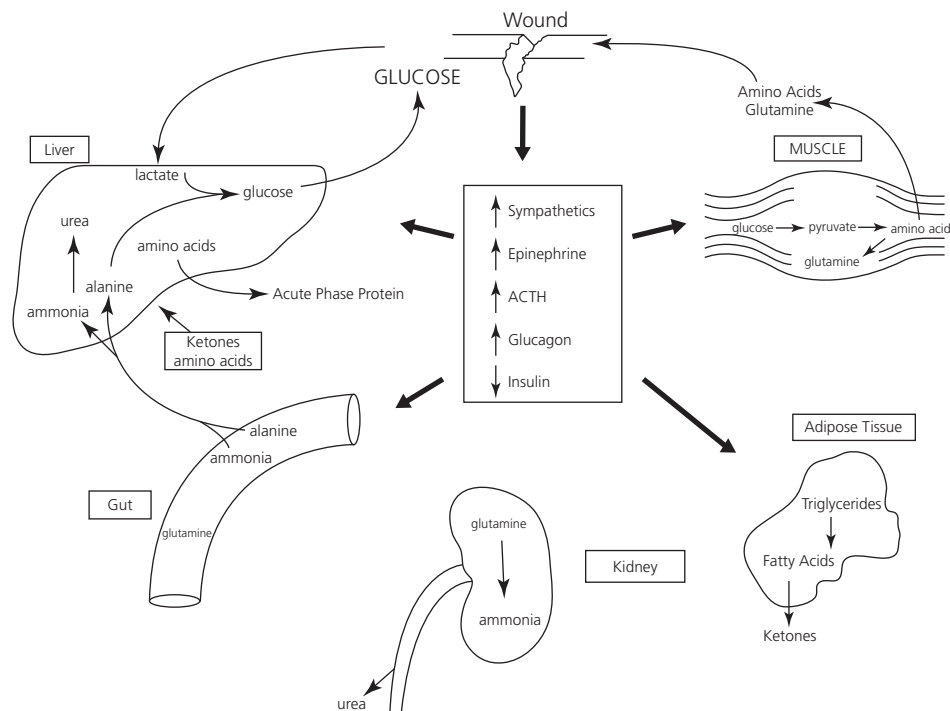 Wound
GLUCOSE
Amino Acids
Glutamine
Liver
MUSCLE
lactate
glucose
urea
amino acids
alanine
ammonia
Acute Phase Protein
Ketones
amino acids
Sympathetics
Epinephrine
ACTH
Glucagon
Insulin
glucose
pyruvate
amino acid
glutamine
alanine
ammonia
Gut
glutamine
glutamine
ammonia
Kidney
urea
Adipose Tissue
Triglycerides
Fatty Acids
Ketones